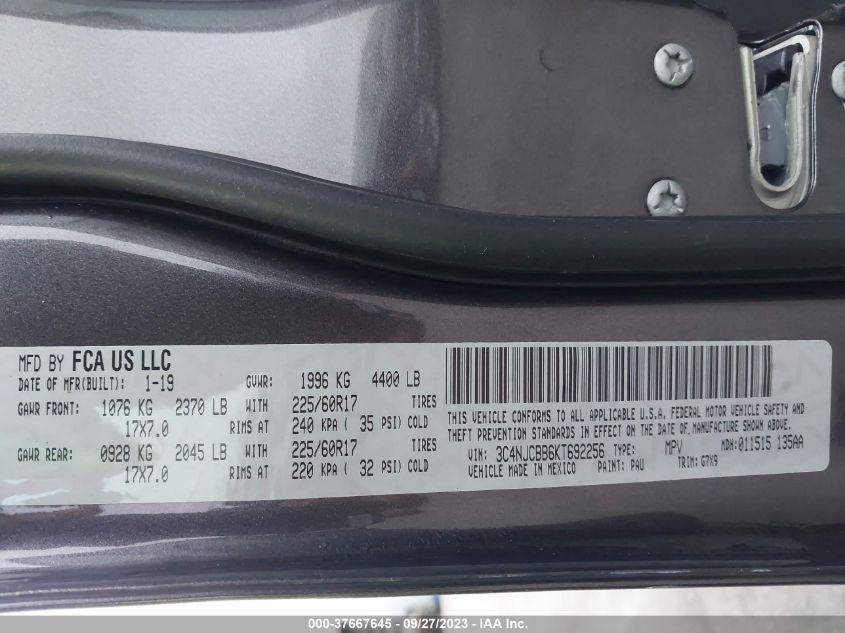 MFD BY FCA US LLC
DATE OF MFR(BUILT): 1-19 GVWR: 1996 KG 4400 LB
GAWR FRONT: 1076 KG 2370 LB WITH 225/60R17 TIRES
17X7.0 RIMS AT 240 KPA ( 35 PSI) COLD
GAWR REAR: 0928 KG 2045 LB WITH 225/60R17 TIRES
17X7.0 RIMS AT 220 KPA ( 32 PSI) COLD
THIS VEHICLE CONFORMS TO ALL APPLICABLE U.S.A. FEDERAL MOTOR VEHICLE SAFETY AND
THEFT PREVENTION STANDARDS IN EFFECT ON THE DATE OF MANUFACTURE SHOWN ABOVE.
VIN: 3C4NJCBB6KT692256 TYPE: MPV MDH: 011515 135AA
VEHICLE MADE IN MEXICO PAINT: PAU TRIM: G7X9
000-37667645 - 09/27/2023 - IAA Inc.